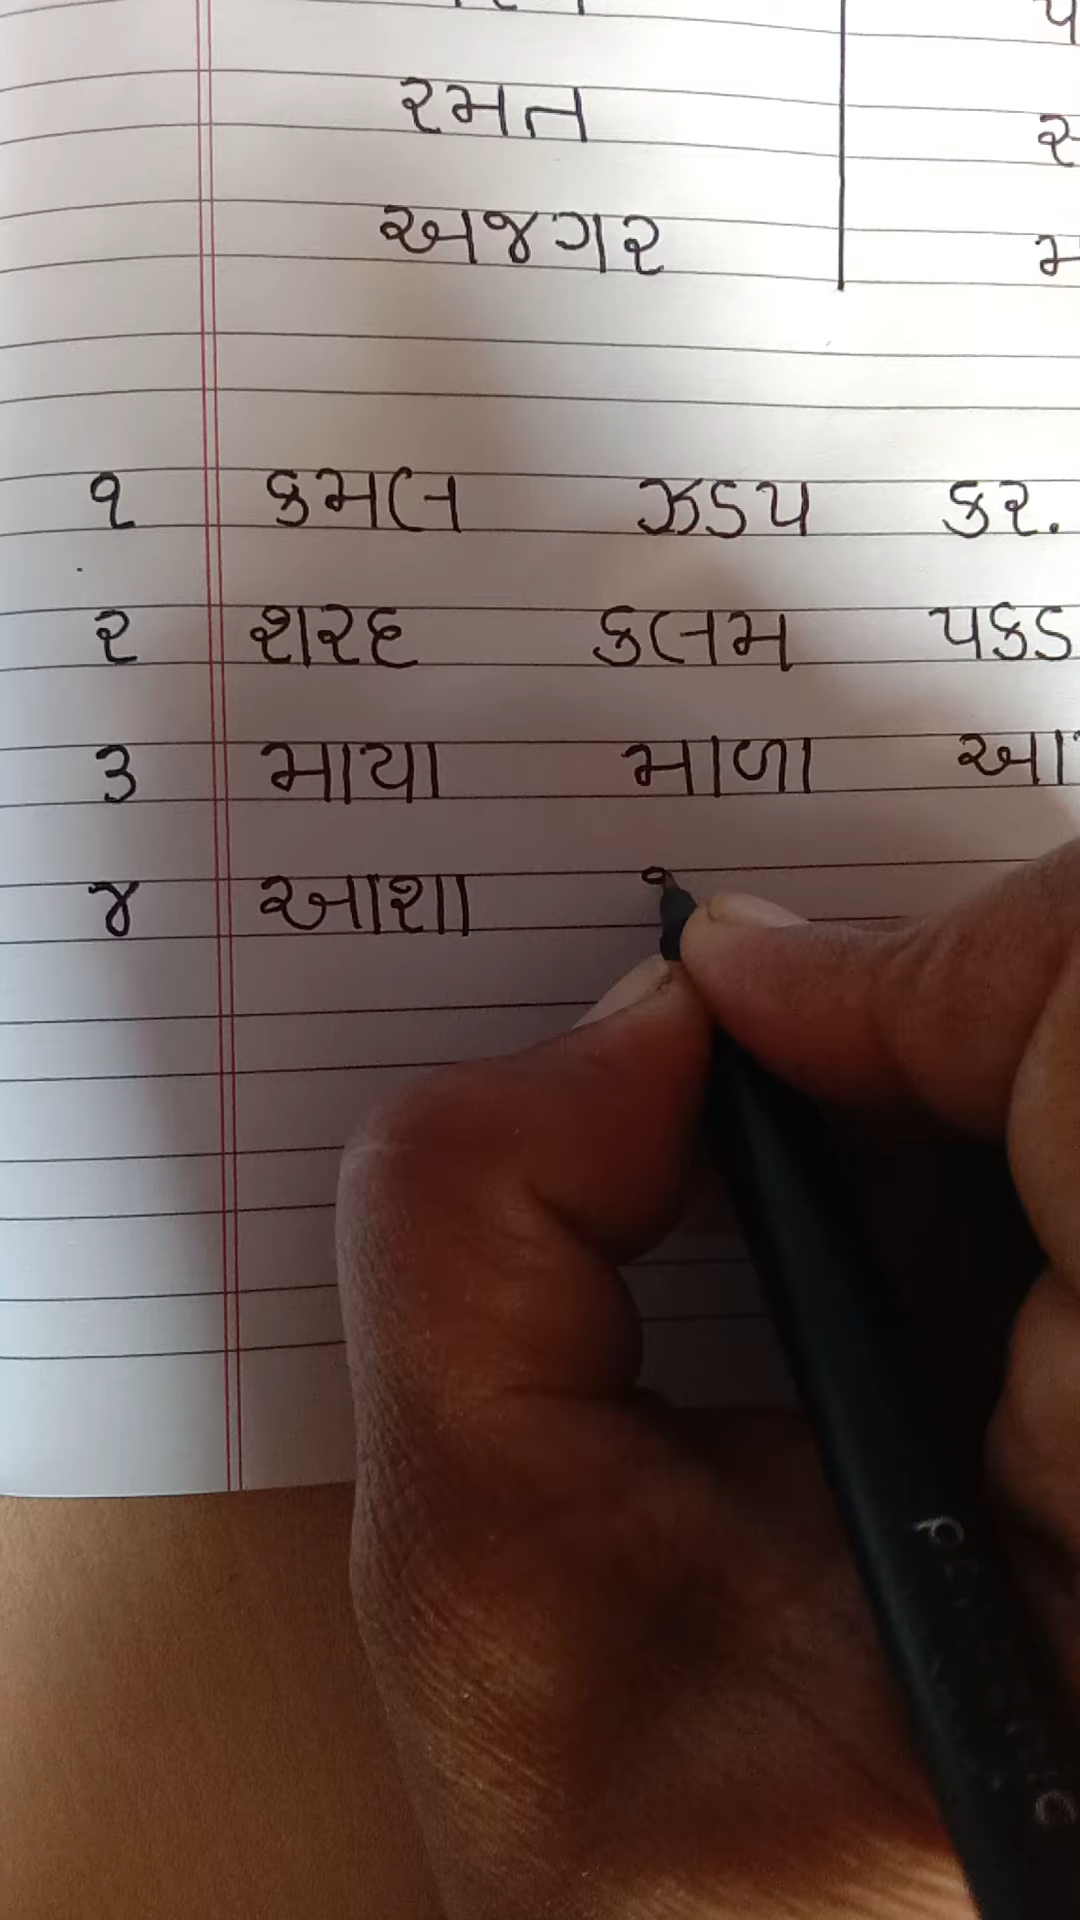 રમત
અજગર
૧ કમલ ઝડપ કર.
૨ શરદ કલમ પકડ
૩ માયા માળા
૪ આશા